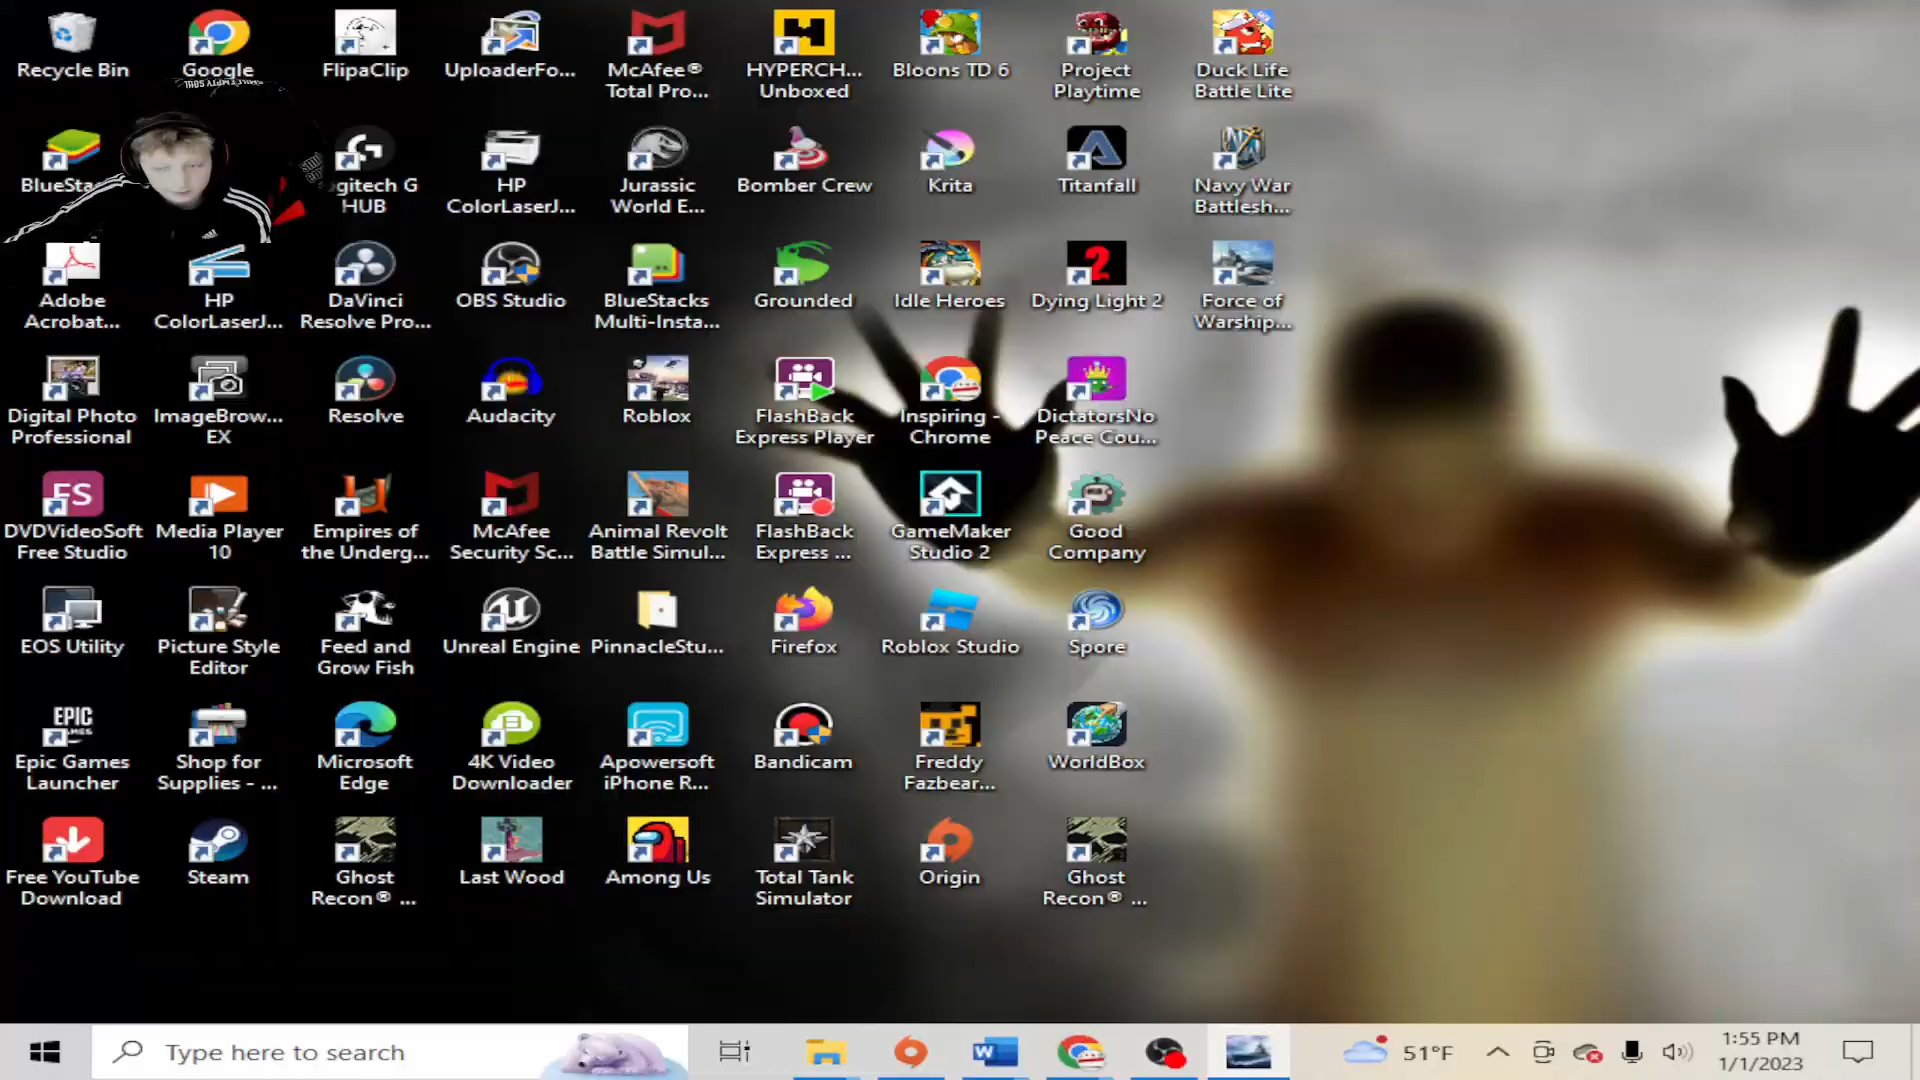 Recycle Bin
Google
FlipaClip
UploaderFo...
McAfee®
Total Pro...
HYPERCH...
Unboxed
Bloons TD 6
Project
Playtime
Duck Life
Battle Lite
BlueSta
gitech G
HUB
HP
ColorLaserJ...
Jurassic
World E...
Bomber Crew
Krita
Titanfall
Navy War
Battlesh...
Adobe
Acrobat...
HP
ColorLaserJ...
DaVinci
Resolve Pro...
OBS Studio
BlueStacks
Multi-Insta...
Grounded
Idle Heroes
Dying Light 2
Force of
Warship...
Digital Photo
Professional
ImageBrow...
EX
Resolve
Audacity
Roblox
FlashBack
Express Player
Inspiring -
Chrome
DictatorsNo
Peace Cou...
FS
DVDVideoSoft
Free Studio
Media Player
10
Empires of
the Underg...
McAfee
Security Sc...
Animal Revolt
Battle Simul...
FlashBack
Express ...
GameMaker
Studio 2
Good
Company
EOS Utility
Picture Style
Editor
Feed and
Grow Fish
Unreal Engine
PinnacleStu...
Firefox
Roblox Studio
Spore
EPIC
GAMES
Epic Games
Launcher
Shop for
Supplies - ...
Microsoft
Edge
4K Video
Downloader
Apowersoft
iPhone R...
Bandicam
Freddy
Fazbear...
WorldBox
Free YouTube
Download
Steam
Ghost
Recon® ...
Last Wood
Among Us
Total Tank
Simulator
Origin
Ghost
Recon® ...
Type here to search
51°F
1:55 PM
1/1/2023